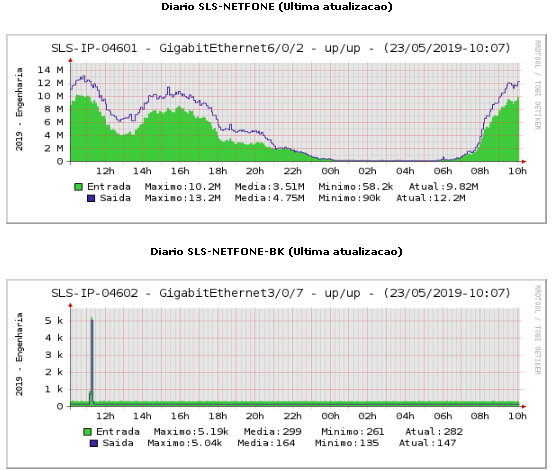 Diario SLS-NETFONE (Ultima atualizacao)
SLS-IP-04601 - GigabitEthernet6/0/2 - up/up - (23/05/2019-10:07)
RRDTOOL / TOBI OETIKER
2019 - Engenharia
14 M
12 M
10 M
8 M
6 M
4 M
2 M
0
12h 14h 16h 18h 20h 22h 00h 02h 04h 06h 08h 10h
Entrada Maximo:10.2M Media:3.51M Minimo:58.2k Atual:9.82M
Saida Maximo:13.2M Media:4.75M Minimo:90k Atual:12.2M
Diario SLS-NETFONE-BK (Ultima atualizacao)
SLS-IP-04602 - GigabitEthernet3/0/7 - up/up - (23/05/2019-10:07)
RRDTOOL / TOBI OETIKER
2019 - Engenharia
5 k
4 k
3 k
2 k
1 k
0
12h 14h 16h 18h 20h 22h 00h 02h 04h 06h 08h 10h
Entrada Maximo:5.19k Media:299 Minimo:261 Atual:282
Saida Maximo:5.04k Media:164 Minimo:135 Atual:147